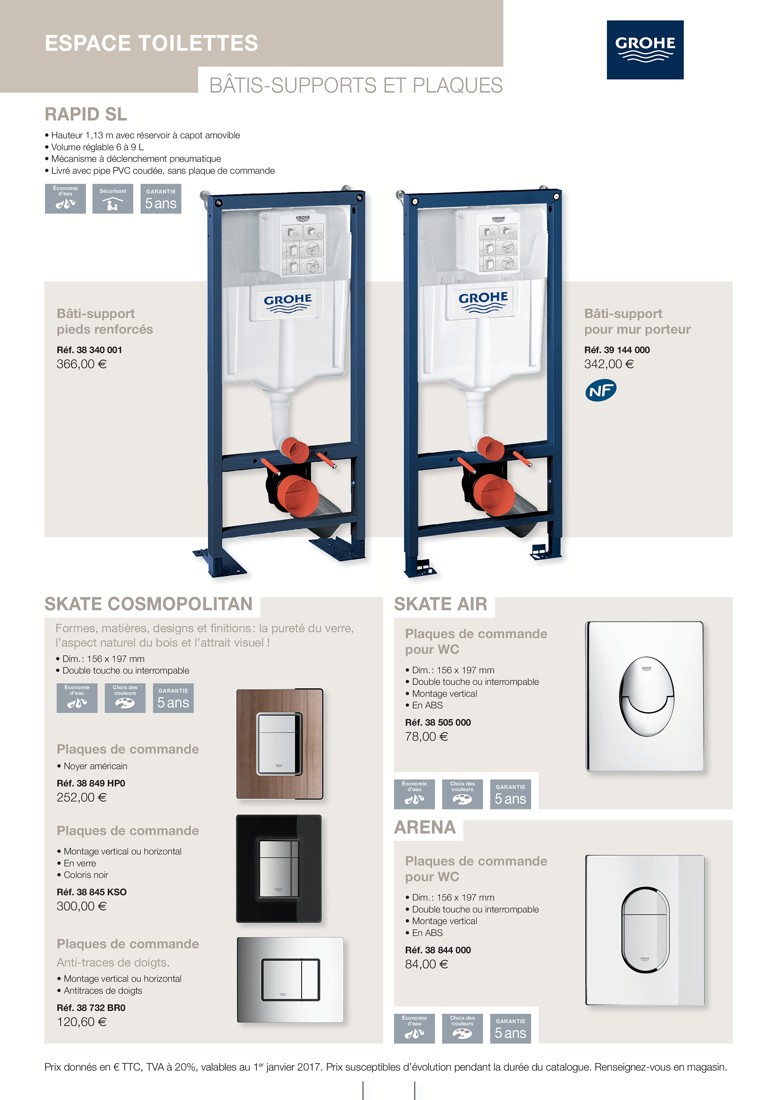 ESPACE TOILETTES
GROHE
BÂTIS-SUPPORTS ET PLAQUES
RAPID SL
• Hauteur 1,13 m avec réservoir à capot amovible
• Volume réglable 6 à 9 L
• Mécanisme à déclenchement pneumatique
• Livré avec pipe PVC coudée, sans plaque de commande
Économie
d'eau
Sécurisant
GARANTIE
5 ans
GROHE
GROHE
GROHE
GROHE
Bâti-support
pieds renforcés
Réf. 38 340 001
366,00 €
Bâti-support
pour mur porteur
Réf. 39 144 000
342,00 €
NF
SKATE COSMOPOLITAN
Formes, matières, designs et finitions : la pureté du verre,
l'aspect naturel du bois et l'attrait visuel !
• Dim. : 156 x 197 mm
• Double touche ou interrompable
Économie
d'eau
Choix des
couleurs
GARANTIE
5 ans
Plaques de commande
• Noyer américain
Réf. 38 849 HP0
252,00 €
Plaques de commande
• Montage vertical ou horizontal
• En verre
• Coloris noir
Réf. 38 845 KSO
300,00 €
Plaques de commande
Anti-traces de doigts.
• Montage vertical ou horizontal
• Antitraces de doigts
Réf. 38 732 BR0
120,60 €
SKATE AIR
Plaques de commande
pour WC
• Dim. : 156 x 197 mm
• Double touche ou interrompable
• Montage vertical
• En ABS
Réf. 38 505 000
78,00 €
Économie
d'eau
Choix des
couleurs
GARANTIE
5 ans
ARENA
Plaques de commande
pour WC
• Dim. : 156 x 197 mm
• Double touche ou interrompable
• Montage vertical
• En ABS
Réf. 38 844 000
84,00 €
Économie
d'eau
Choix des
couleurs
GARANTIE
5 ans
Prix donnés en € TTC, TVA à 20%, valables au 1er janvier 2017. Prix susceptibles d'évolution pendant la durée du catalogue. Renseignez-vous en magasin.